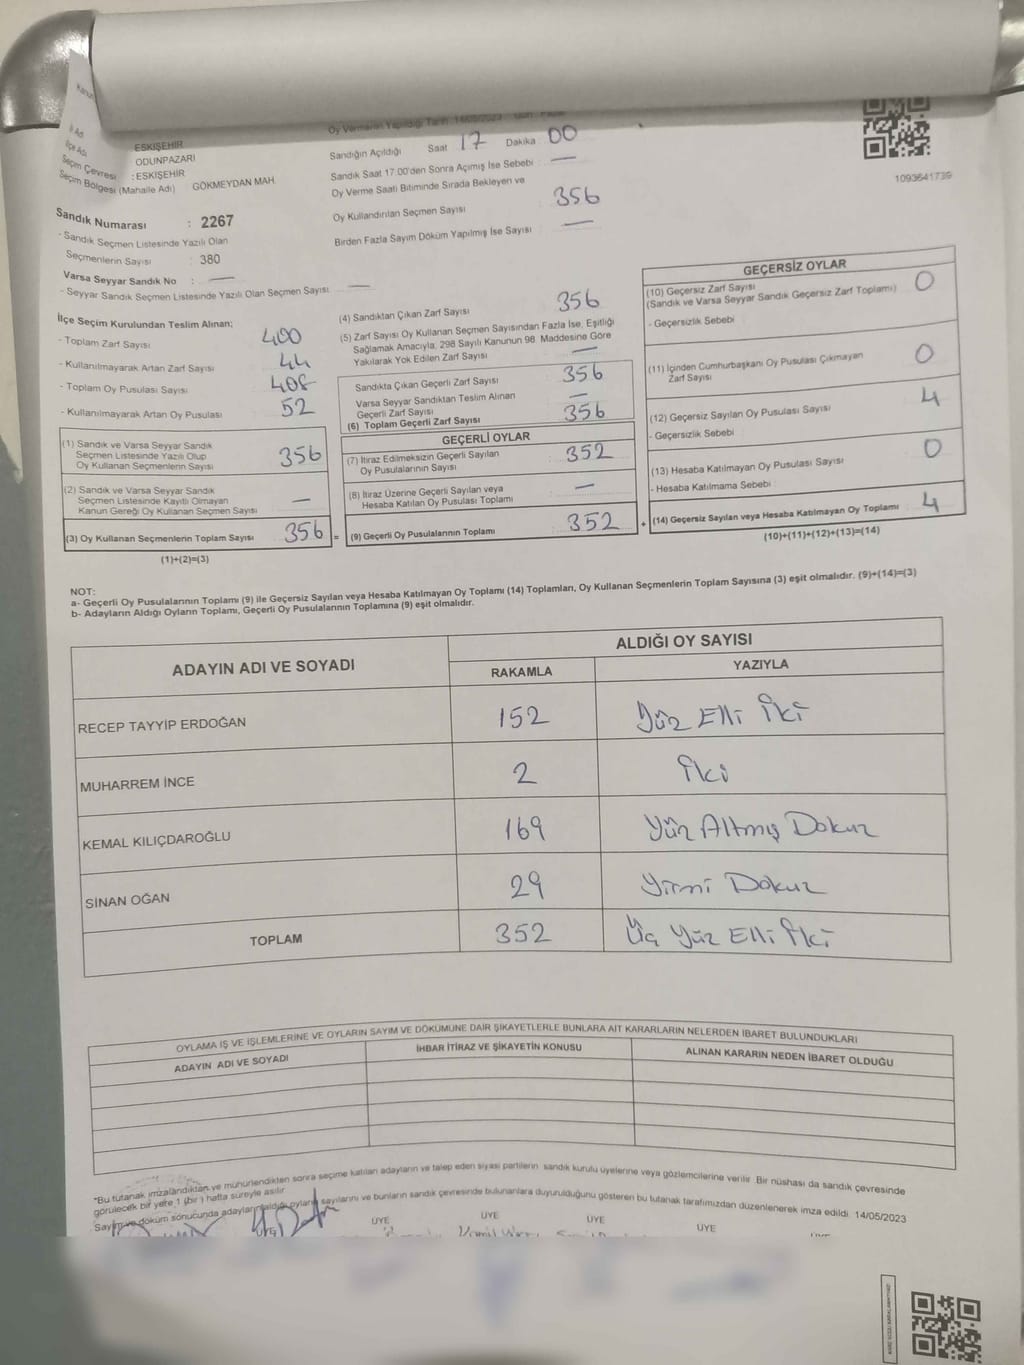 Oy Vermenin Yapıldığı Tarih 14/05/2023 Gün Pazar
İl Adı ESKİŞEHİR
İlçe Adı ODUNPAZARI
Seçim Çevresi : ESKİŞEHİR
Seçim Bölgesi (Mahalle Adı) GÖKMEYDAN MAH.
Sandığın Açıldığı Saat 17 Dakika 00
Sandık Saat 17.00'den Sonra Açımış İse Sebebi —
Oy Verme Saati Bitiminde Sırada Bekleyen ve
Oy Kullandırılan Seçmen Sayısı 356
Birden Fazla Sayım Döküm Yapılmış İse Sayısı —
1093641739
Sandık Numarası : 2267
- Sandık Seçmen Listesinde Yazılı Olan
Seçmenlerin Sayısı : 380
Varsa Seyyar Sandık No : —
- Seyyar Sandık Seçmen Listesinde Yazılı Olan Seçmen Sayısı —
İlçe Seçim Kurulundan Teslim Alınan;
- Toplam Zarf Sayısı 400
- Kullanılmayarak Artan Zarf Sayısı 44
- Toplam Oy Pusulası Sayısı 408
- Kullanılmayarak Artan Oy Pusulası 52
(1) Sandık ve Varsa Seyyar Sandık
Seçmen Listesinde Yazılı Olup
Oy Kullanan Seçmenlerin Sayısı 356
(2) Sandık ve Varsa Seyyar Sandık
Seçmen Listesinde Kayıtlı Olmayan
Kanun Gereği Oy Kullanan Seçmen Sayısı —
(3) Oy Kullanan Seçmenlerin Toplam Sayısı 356 =
(1)+(2)=(3)
(4) Sandıktan Çıkan Zarf Sayısı 356
(5) Zarf Sayısı Oy Kullanan Seçmen Sayısından Fazla İse, Eşitliği
Sağlamak Amacıyla, 298 Sayılı Kanunun 98. Maddesine Göre
Yakılarak Yok Edilen Zarf Sayısı —
Sandıkta Çıkan Geçerli Zarf Sayısı 356
Varsa Seyyar Sandıktan Teslim Alınan
Geçerli Zarf Sayısı —
(6) Toplam Geçerli Zarf Sayısı 356
GEÇERLİ OYLAR
(7) İtiraz Edilmeksizin Geçerli Sayılan
Oy Pusulalarının Sayısı : 352
(8) İtiraz Üzerine Geçerli Sayılan veya
Hesaba Katılan Oy Pusulası Toplamı —
(9) Geçerli Oy Pusulalarının Toplamı : 352 +
GEÇERSİZ OYLAR
(10) Geçersiz Zarf Sayısı
(Sandık ve Varsa Seyyar Sandık Geçersiz Zarf Toplamı) 0
- Geçersizlik Sebebi
(11) İçinden Cumhurbaşkanı Oy Pusulası Çıkmayan
Zarf Sayısı 0
(12) Geçersiz Sayılan Oy Pusulası Sayısı 4
- Geçersizlik Sebebi
(13) Hesaba Katılmayan Oy Pusulası Sayısı 0
- Hesaba Katılmama Sebebi
(14) Geçersiz Sayılan veya Hesaba Katılmayan Oy Toplamı 4
(10)+(11)+(12)+(13)=(14)
NOT:
a- Geçerli Oy Pusulalarının Toplamı (9) ile Geçersiz Sayılan veya Hesaba Katılmayan Oy Toplamı (14) Toplamları, Oy Kullanan Seçmenlerin Toplam Sayısına (3) eşit olmalıdır. (9)+(14)=(3)
b- Adayların Aldığı Oyların Toplamı, Geçerli Oy Pusulalarının Toplamına (9) eşit olmalıdır.
ADAYIN ADI VE SOYADI ALDIĞI OY SAYISI
RAKAMLA YAZIYLA
RECEP TAYYİP ERDOĞAN 152 Yüz Elli İki
MUHARREM İNCE 2 İki
KEMAL KILIÇDAROĞLU 169 Yüz Altmış Dokuz
SİNAN OĞAN 29 Yirmi Dokuz
TOPLAM 352 Üç Yüz Elli İki
OYLAMA İŞ VE İŞLEMLERİNE VE OYLARIN SAYIM VE DÖKÜMÜNE DAİR ŞİKAYETLERLE BUNLARA AİT KARARLARIN NELERDEN İBARET BULUNDUKLARI
ADAYIN ADI VE SOYADI İHBAR İTİRAZ VE ŞİKAYETİN KONUSU ALINAN KARARIN NEDEN İBARET OLDUĞU
*Bu tutanak imzalandıktan ve mühürlendikten sonra seçime katılan adayların ve talep eden siyasi partilerin sandık kurulu üyelerine veya gözlemcilerine verilir. Bir nüshası da sandık çevresinde
görülecek bir yere 1 (bir) hafta süreyle asılır.
Sayım ve döküm sonucunda adayların aldığı oyların sayılarını ve bunların sandık çevresinde bulunanlara duyurulduğunu gösteren bu tutanak tarafımızdan düzenlenerek imza edildi. 14/05/2023
ÜYE ÜYE ÜYE ÜYE ÜYE